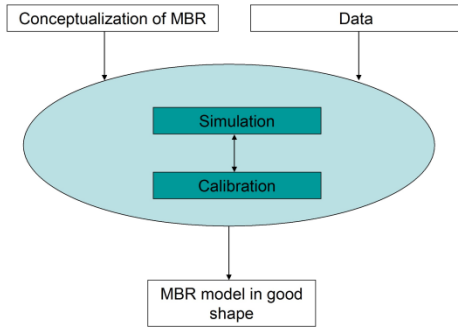 Conceptualization of MBR
Data
Simulation
Calibration
MBR model in good
shape